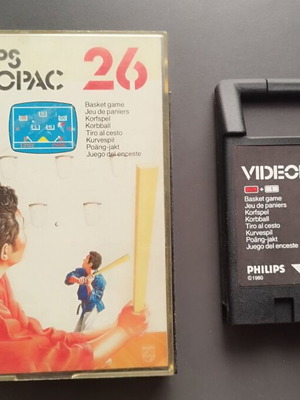 PS
OPAC 26
Basket game
Jeu de paniers
Korfspel
Korbball
Tiro al cesto
Kurvespil
Poäng-jakt
Juego del enceste
VIDEO
Basket game
Jeu de paniers
Korfspel
Korbball
Tiro al cesto
Kurvespil
Poäng-jakt
Juego del enceste
PHILIPS
©1980